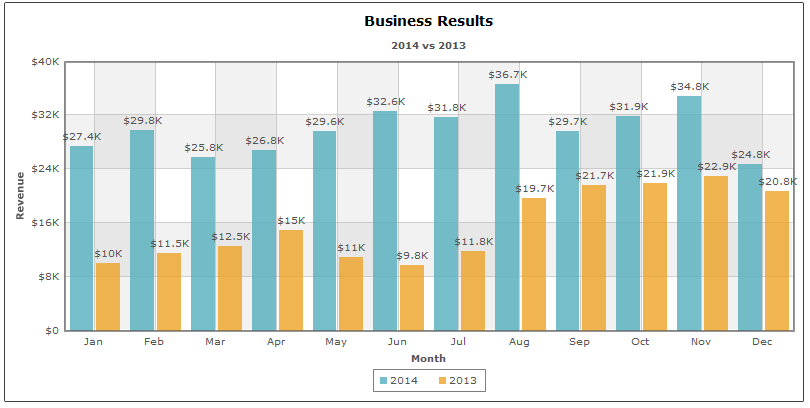 Business Results
2014 vs 2013
$40K
$32K
$24K
$16K
$8K
$0
Revenue
$27.4K
$10K
$29.8K
$11.5K
$25.8K
$12.5K
$26.8K
$15K
$29.6K
$11K
$32.6K
$9.8K
$31.8K
$11.8K
$36.7K
$19.7K
$29.7K
$21.7K
$31.9K
$21.9K
$34.8K
$22.9K
$24.8K
$20.8K
Jan Feb Mar Apr May Jun Jul Aug Sep Oct Nov Dec
Month
2014 2013